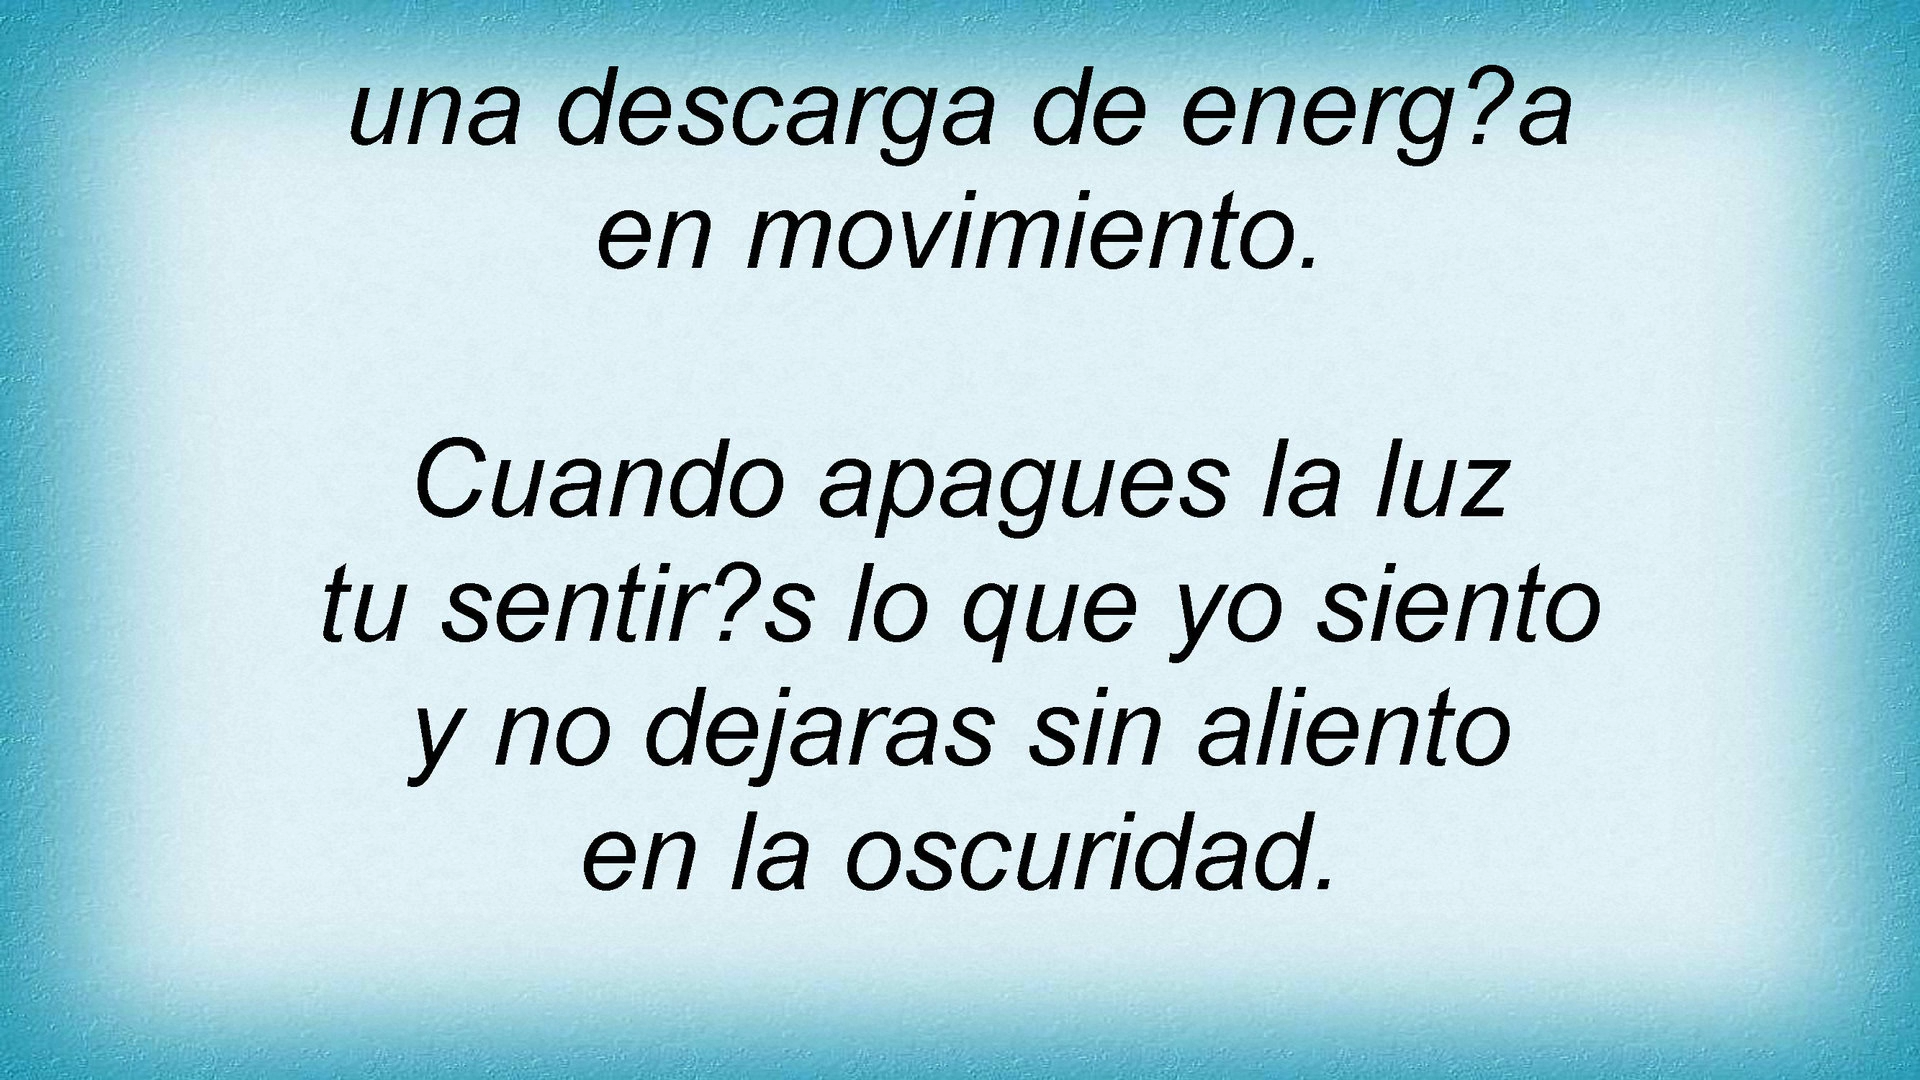 una descarga de energ?a
en movimiento.
Cuando apagues la luz
tu sentir?s lo que yo siento
y no dejaras sin aliento
en la oscuridad.